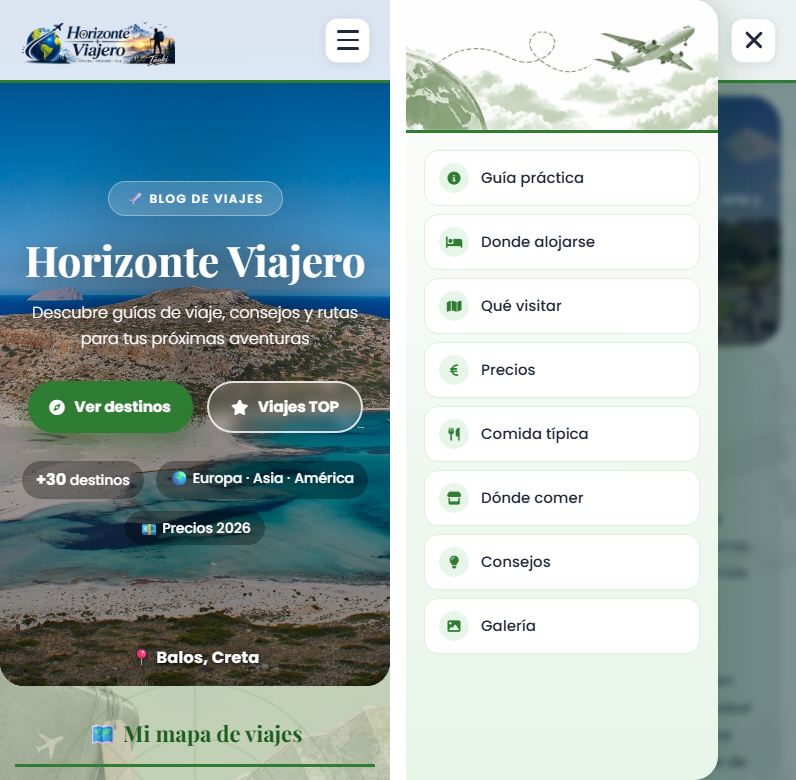 Horizonte
Viajero
BLOG DE VIAJES
Horizonte Viajero
Descubre guías de viaje, consejos y rutas
para tus próximas aventuras
Ver destinos
Viajes TOP
+30 destinos
Europa · Asia · América
Precios 2026
Balos, Creta
Mi mapa de viajes
Guía práctica
Donde alojarse
Qué visitar
Precios
Comida típica
Dónde comer
Consejos
Galería